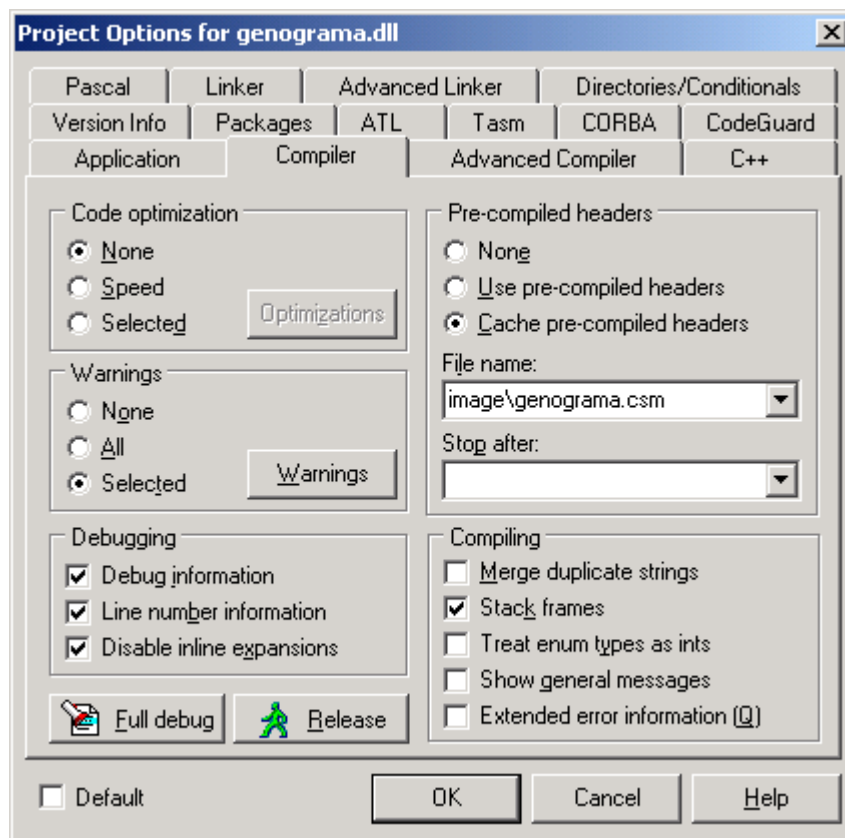 Project Options for genograma.dll
Pascal Linker Advanced Linker Directories/Conditionals
Version Info Packages ATL Tasm CORBA CodeGuard
Application Compiler Advanced Compiler C++
Code optimization
None
Speed
Selected
Optimizations
Warnings
None
All
Selected
Warnings
Debugging
Debug information
Line number information
Disable inline expansions
Full debug
Release
Pre-compiled headers
None
Use pre-compiled headers
Cache pre-compiled headers
File name:
image\genograma.csm
Stop after:
Compiling
Merge duplicate strings
Stack frames
Treat enum types as ints
Show general messages
Extended error information (Q)
Default
OK
Cancel
Help